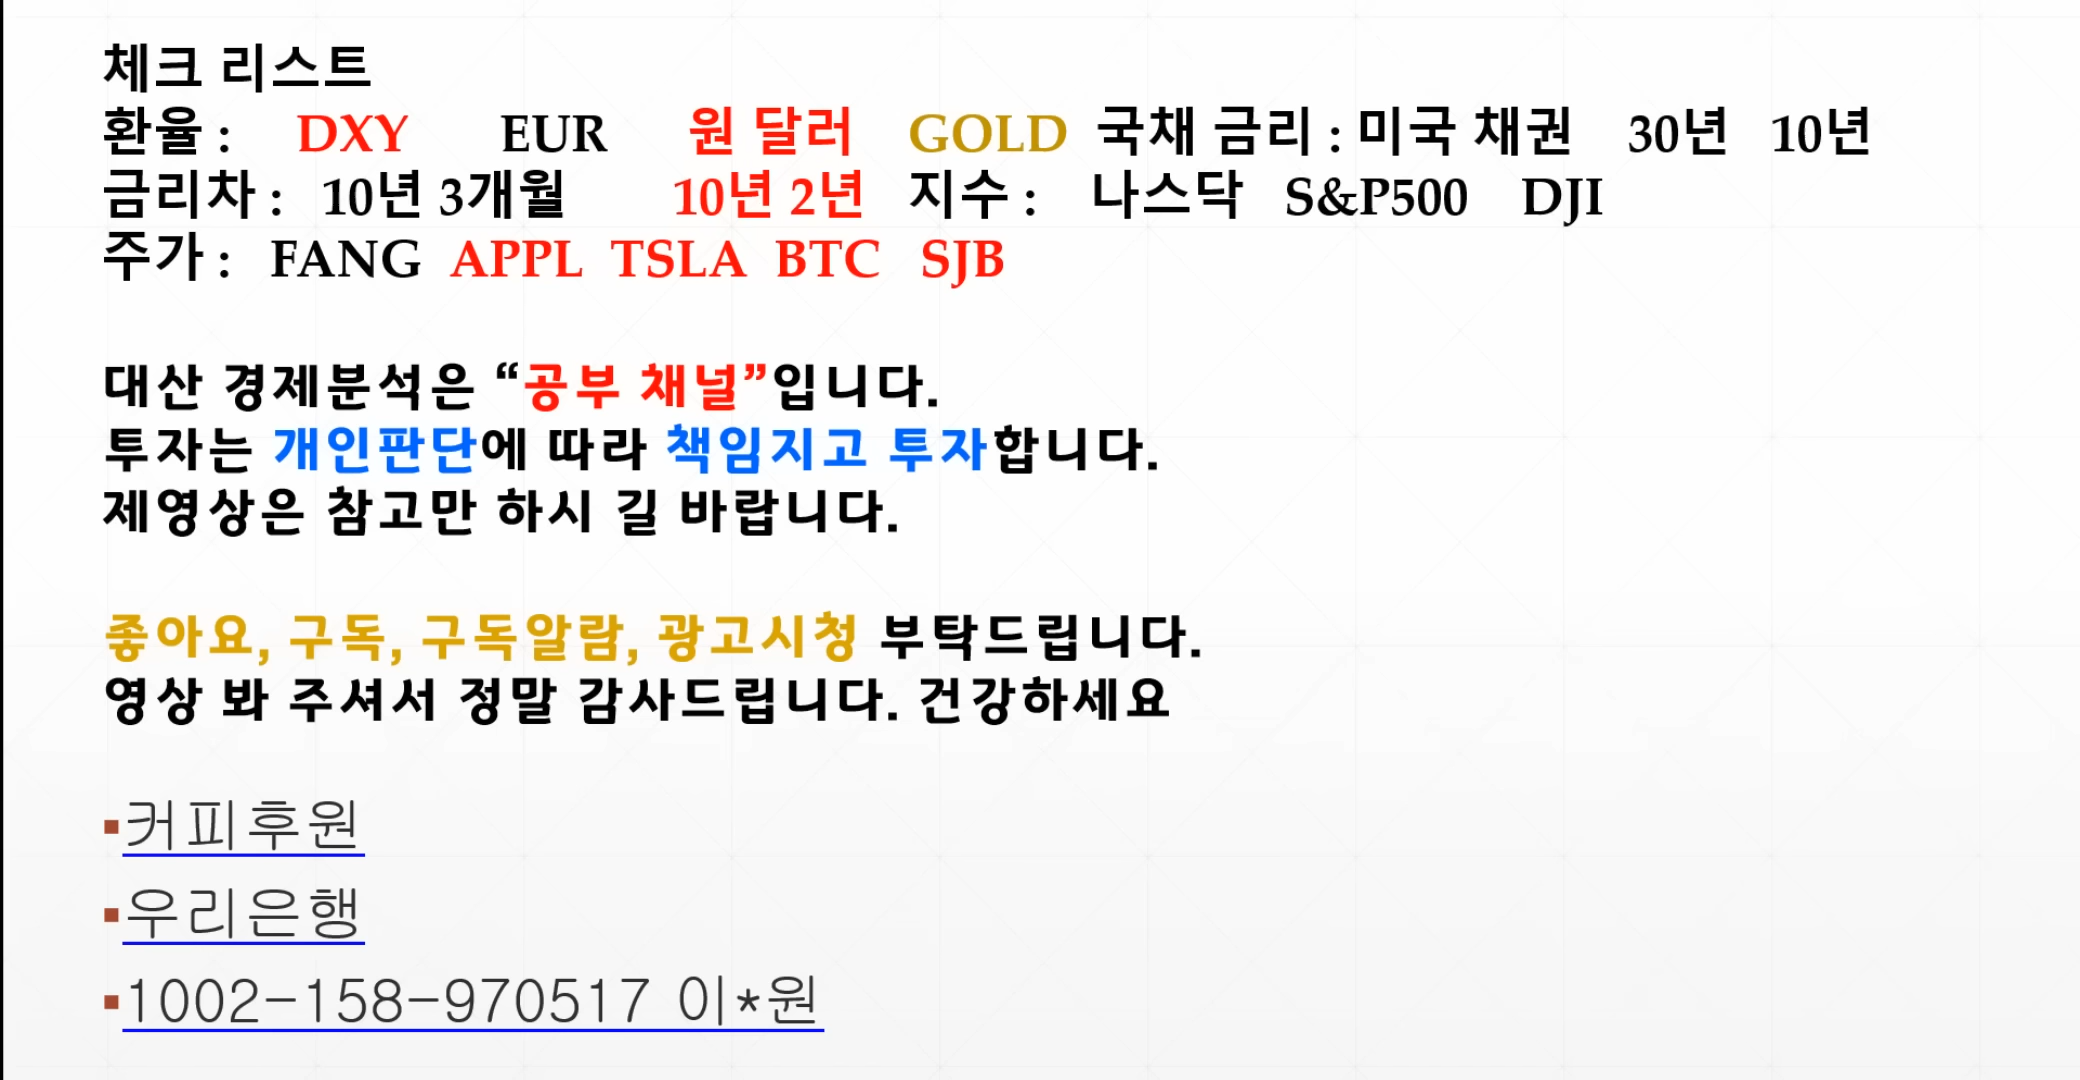 체크 리스트
환율 : DXY EUR 원 달러 GOLD 국채 금리 : 미국 채권 30년 10년
금리차 : 10년 3개월 10년 2년 지수 : 나스닥 S&P500 DJI
주가 : FANG APPL TSLA BTC SJB
대산 경제분석은 “공부 채널”입니다.
투자는 개인판단에 따라 책임지고 투자합니다.
제영상은 참고만 하시 길 바랍니다.
좋아요, 구독, 구독알람, 광고시청 부탁드립니다.
영상 봐 주셔서 정말 감사드립니다. 건강하세요
▪커피후원
▪우리은행
▪1002-158-970517 이*원